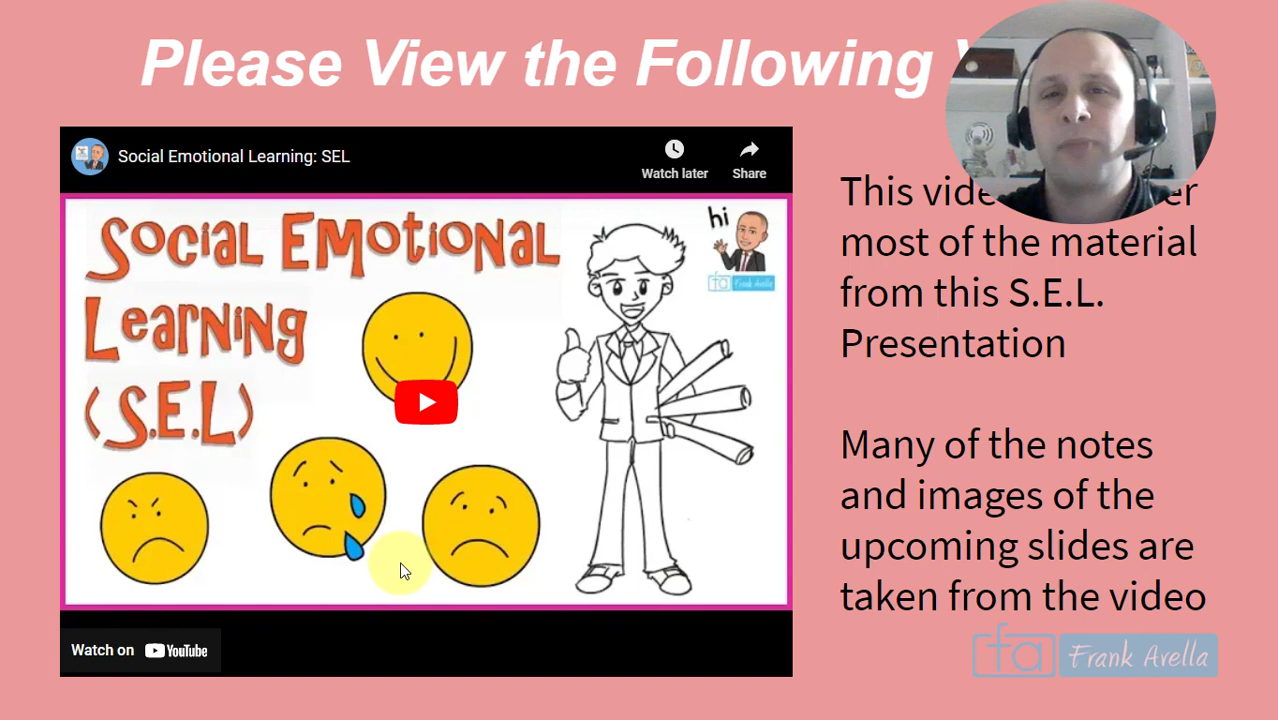 Please View the Following
Social Emotional Learning: SEL
Watch later
Share
Social Emotional
Learning
(S.E.L)
hi
fa Frank Avella
This
most of the material
from this S.E.L.
Presentation
Many of the notes
and images of the
upcoming slides are
taken from the video
Watch on YouTube
fa Frank Avella